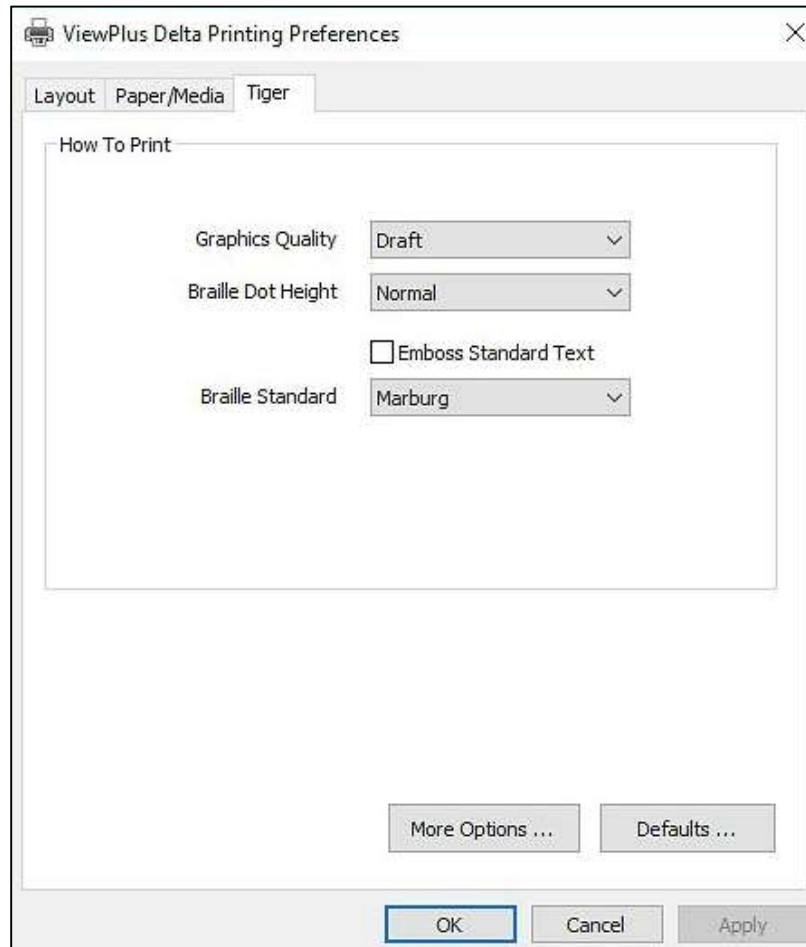 ViewPlus Delta Printing Preferences
Layout Paper/Media Tiger
How To Print
Graphics Quality Draft
Braille Dot Height Normal
Emboss Standard Text
Braille Standard Marburg
More Options ... Defaults ...
OK Cancel Apply